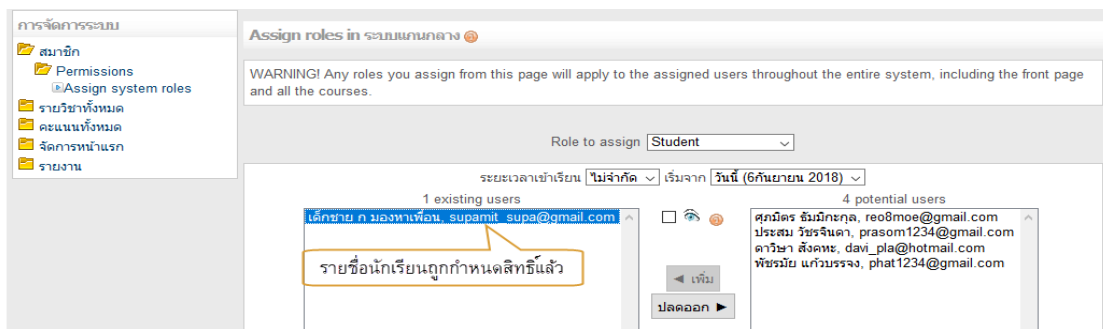 การจัดการระบบ
สมาชิก
Permissions
Assign system roles
รายวิชาทั้งหมด
คะแนนทั้งหมด
จัดการหน้าแรก
รายงาน
Assign roles in ระบบแกนกลาง
WARNING! Any roles you assign from this page will apply to the assigned users throughout the entire system, including the front page
and all the courses.
Role to assign Student
ระยะเวลาเข้าเรียน ไม่จำกัด เริ่มจาก วันนี้ (6กันยายน 2018)
1 existing users
เด็กชาย ก มองหาเพื่อน, supamit_supa@gmail.com
รายชื่อนักเรียนถูกกำหนดสิทธิ์แล้ว
◄ เพิ่ม
ปลดออก ►
4 potential users
ศุภมิตร ชัมมิกะกุล, reo8moe@gmail.com
ประสม วัชรจินดา, prasom1234@gmail.com
ดาวิษา สังคหะ, davi_pla@hotmail.com
พัชรมัย แก้วบรรจง, phat1234@gmail.com